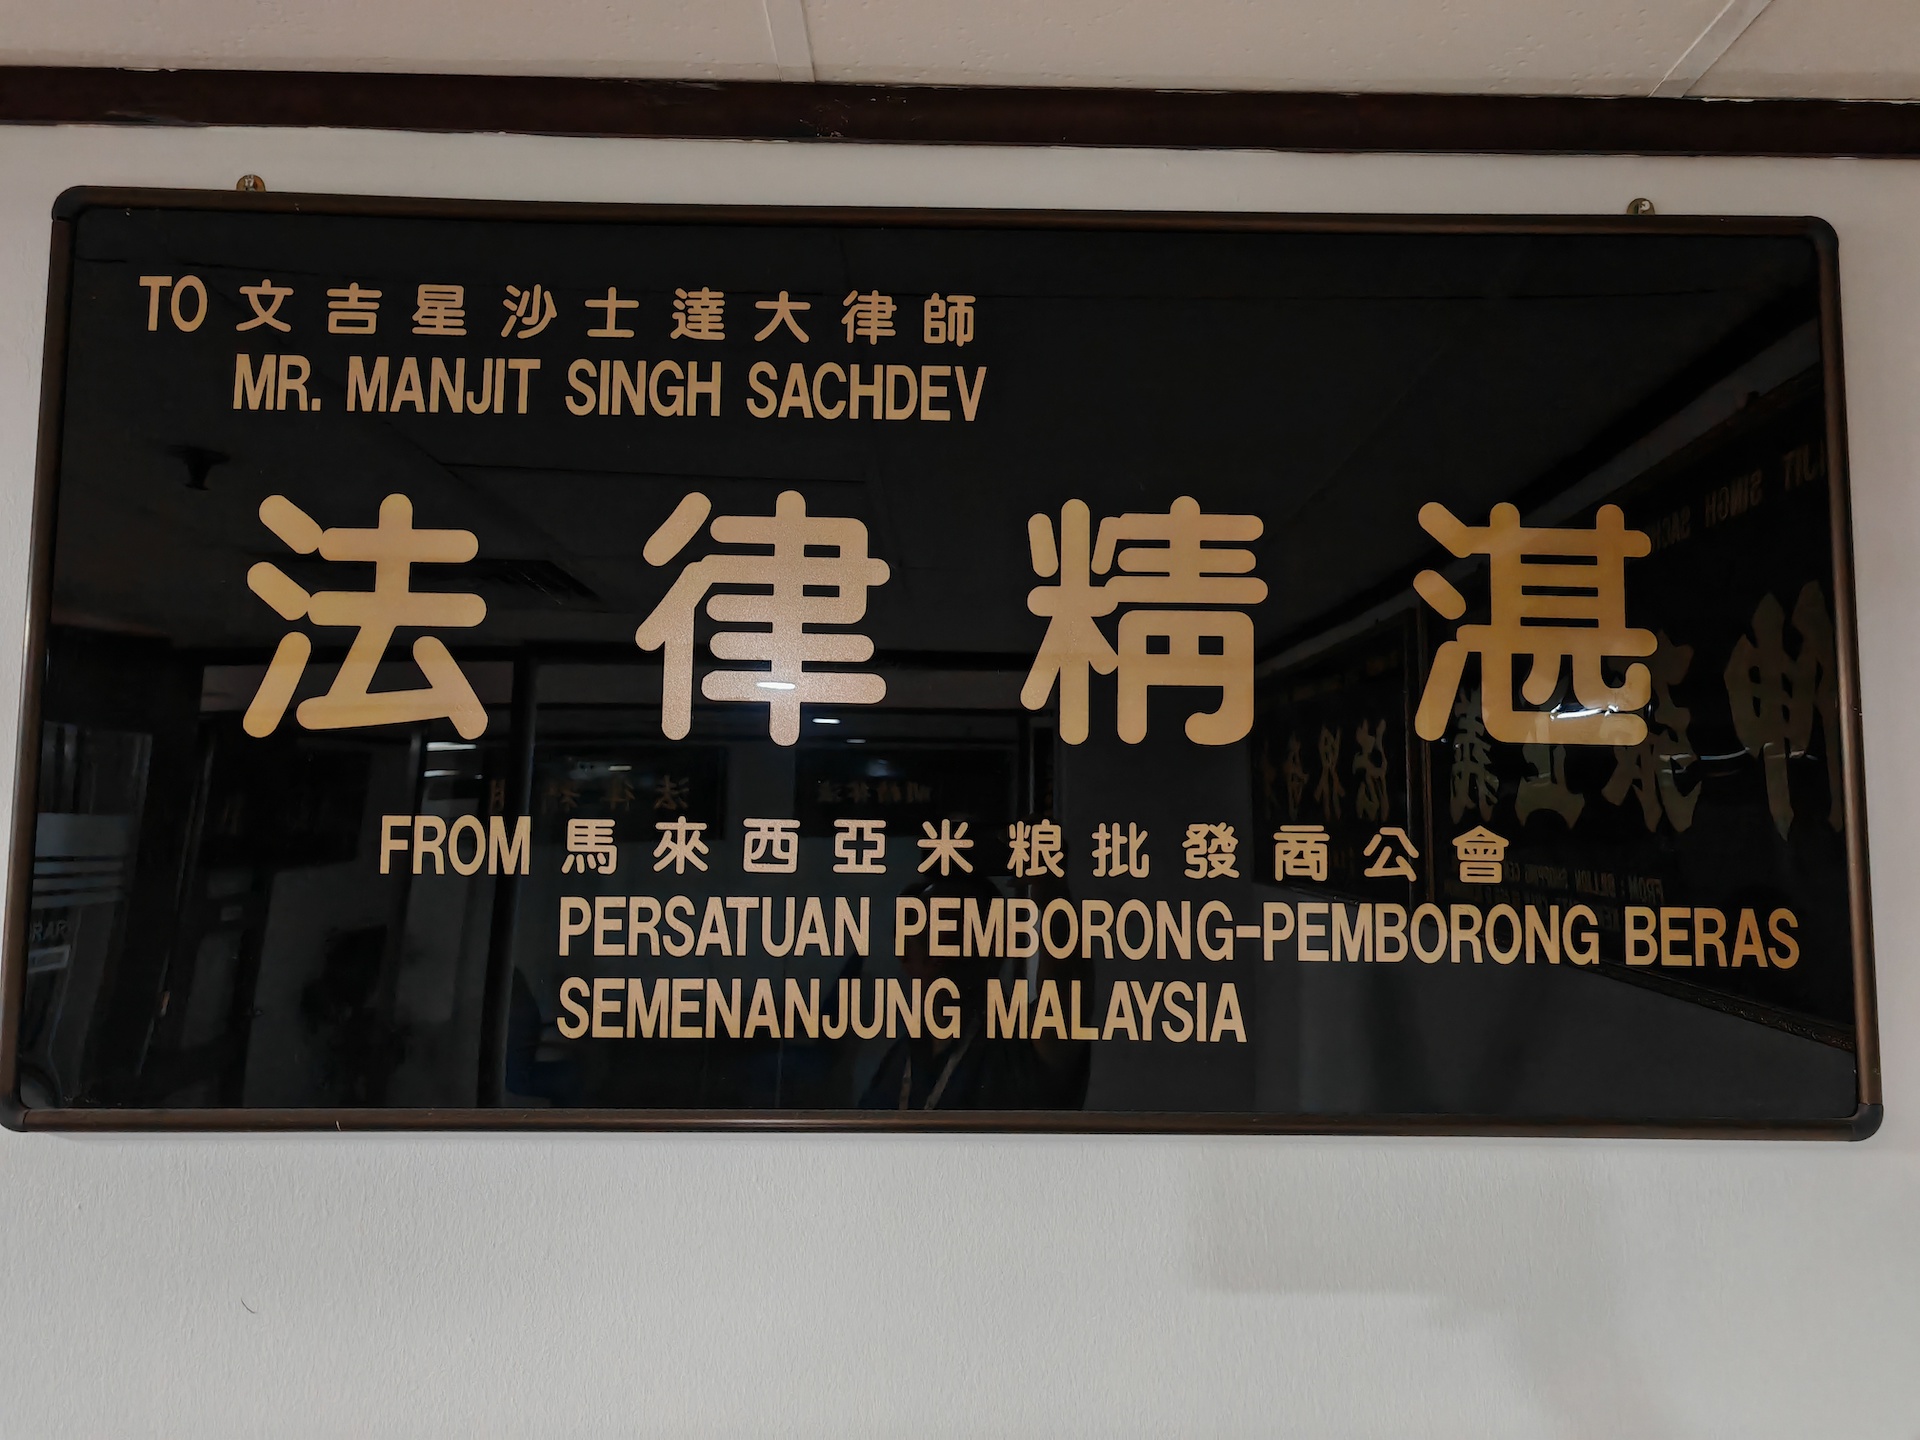 TO 文吉星沙士達大律師
MR. MANJIT SINGH SACHDEV
法律精湛
FROM 馬來西亞米粮批發商公會
PERSATUAN PEMBORONG-PEMBORONG BERAS
SEMENANJUNG MALAYSIA